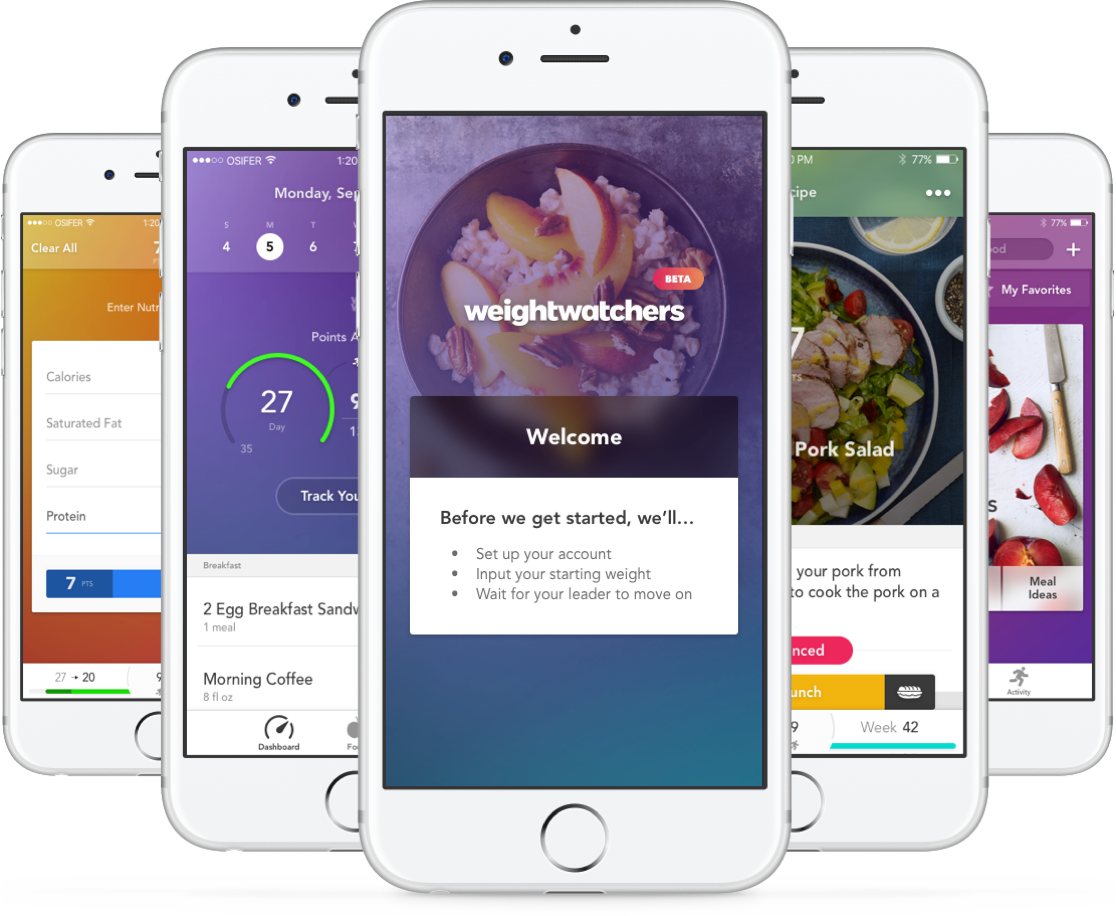 OSIFER
1:20
Clear All
7
Enter Nutr
Calories
Saturated Fat
Sugar
Protein
7 PTS
27 → 20
9
OSIFER
1:20
Monday, Sep
S M T
4 5 6 7
Points A
27
Day
35
9
1
Track You
Breakfast
2 Egg Breakfast Sandw
1 meal
Morning Coffee
8 fl oz
Dashboard
Foo
BETA
weightwatchers
Welcome
Before we get started, we’ll…
• Set up your account
• Input your starting weight
• Wait for your leader to move on
0 PM
77%
cipe
•••
7
TS
Pork Salad
your pork from
to cook the pork on a
nced
unch
9
Week 42
77%
od
+
My Favorites
s
Meal
Ideas
Activity